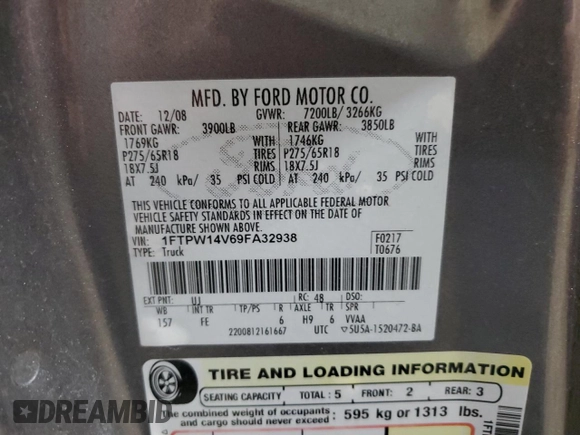 MFD. BY FORD MOTOR CO.
DATE: 12/08 GVWR: 7200LB/ 3266KG
FRONT GAWR: 3900LB REAR GAWR: 3850LB
1769KG WITH 1746KG WITH
P275/65R18 TIRES P275/65R18 TIRES
18X7.5J RIMS 18X7.5J RIMS
AT 240 kPa/ 35 PSI COLD AT 240 kPa/ 35 PSI COLD
THIS VEHICLE CONFORMS TO ALL APPLICABLE FEDERAL MOTOR
VEHICLE SAFETY STANDARDS IN EFFECT ON THE DATE OF
MANUFACTURE SHOWN ABOVE.
VIN: 1FTPW14V69FA32938 F0217
TYPE: Truck T0676
EXT PNT: UJ RC: 48 DSO:
WB INT TR TP/PS R AXLE TR SPR
157 FE 6 H9 6 VVAA
2200812161667 UTC 5U5A-1520472-BA
TIRE AND LOADING INFORMATION
SEATING CAPACITY TOTAL: 5 FRONT: 2 REAR: 3
The combined weight of occupants
and cargo should never exceed : 595 kg or 1313 lbs.
DREAMBID